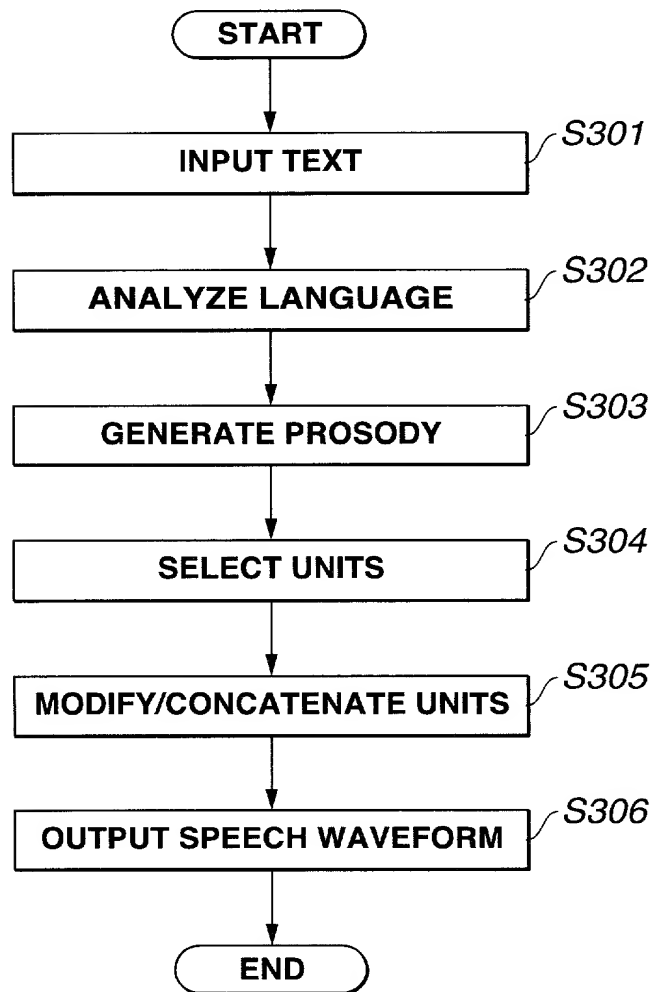 START
S301
INPUT TEXT
S302
ANALYZE LANGUAGE
S303
GENERATE PROSODY
S304
SELECT UNITS
S305
MODIFY/CONCATENATE UNITS
S306
OUTPUT SPEECH WAVEFORM
END